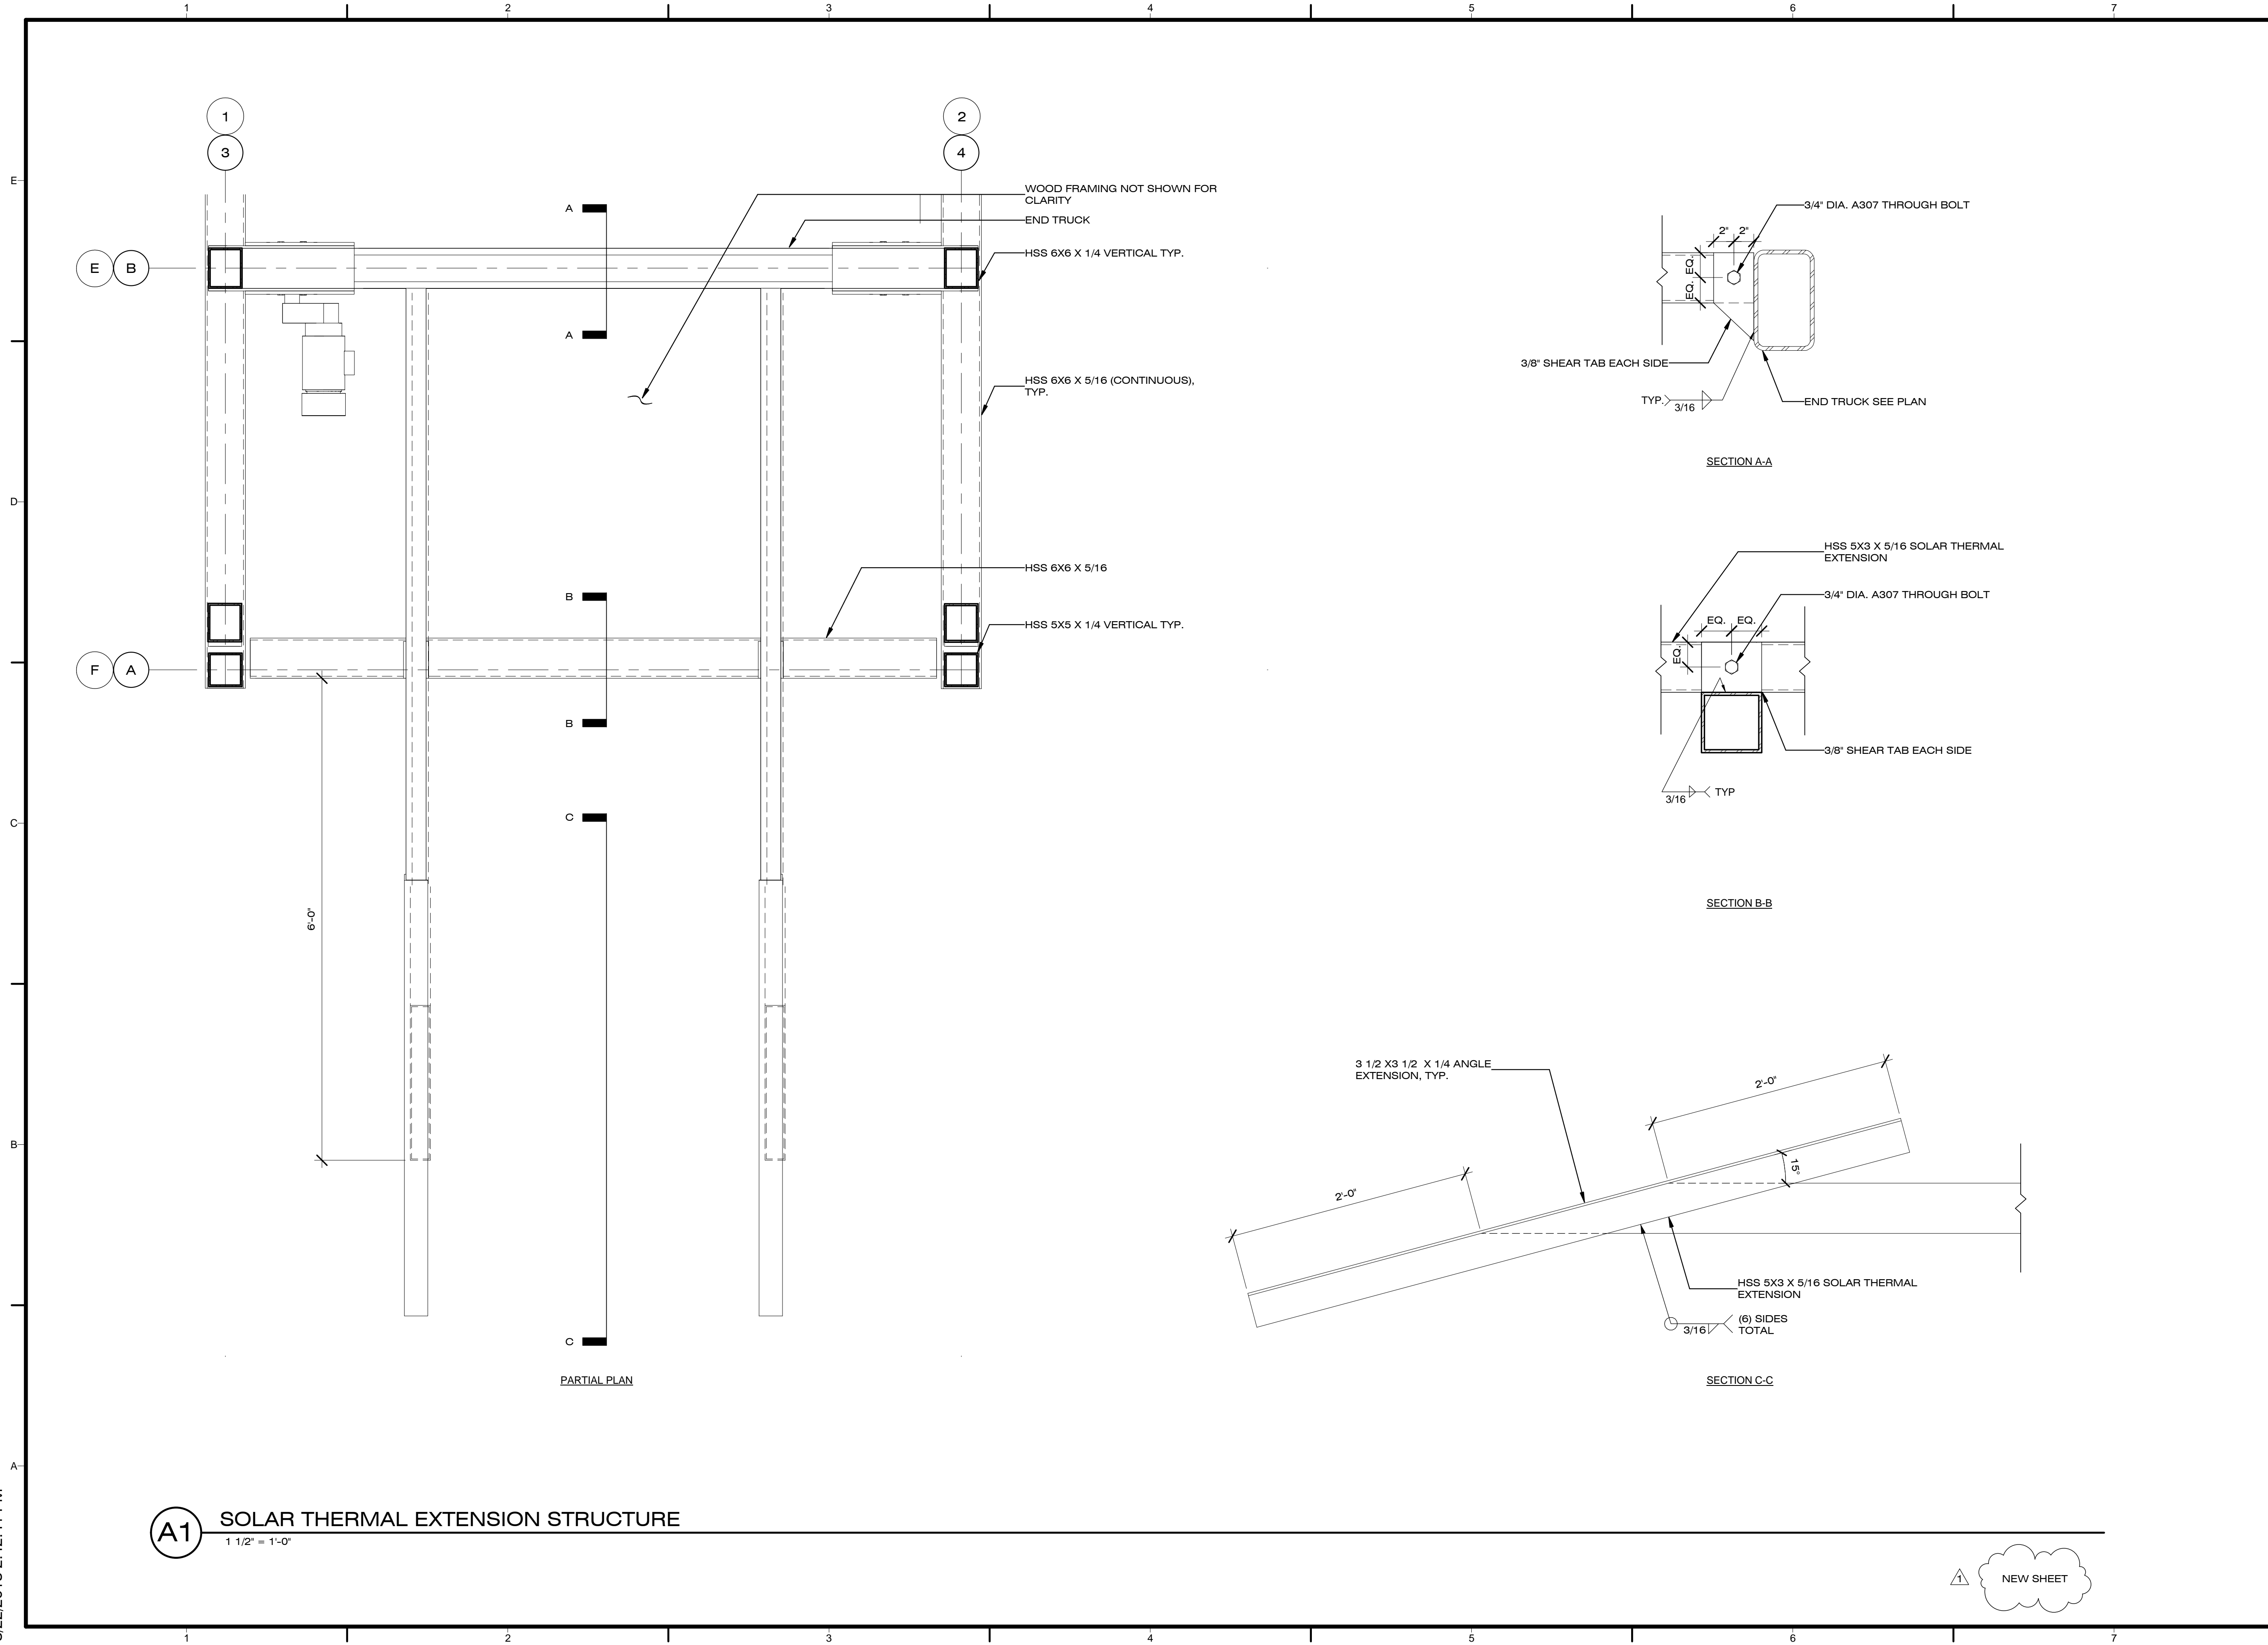 1 2 3 4 5 6 7
E
D
C
B
A
1
3
2
4
E B
F A
A
A
B
B
C
C
WOOD FRAMING NOT SHOWN FOR
CLARITY
END TRUCK
HSS 6X6 X 1/4 VERTICAL TYP.
HSS 6X6 X 5/16 (CONTINUOUS),
TYP.
HSS 6X6 X 5/16
HSS 5X5 X 1/4 VERTICAL TYP.
6'-0"
PARTIAL PLAN
3/4" DIA. A307 THROUGH BOLT
2" 2"
EQ.
EQ.
3/8" SHEAR TAB EACH SIDE
TYP.
3/16
END TRUCK SEE PLAN
SECTION A-A
HSS 5X3 X 5/16 SOLAR THERMAL
EXTENSION
3/4" DIA. A307 THROUGH BOLT
EQ. EQ.
EQ.
3/8" SHEAR TAB EACH SIDE
3/16
TYP
SECTION B-B
3 1/2 X3 1/2 X 1/4 ANGLE
EXTENSION, TYP.
2'-0"
2'-0"
15°
HSS 5X3 X 5/16 SOLAR THERMAL
EXTENSION
3/16
(6) SIDES
TOTAL
SECTION C-C
A1
SOLAR THERMAL EXTENSION STRUCTURE
1 1/2" = 1'-0"
1
NEW SHEET
1 2 3 4 5 6 7